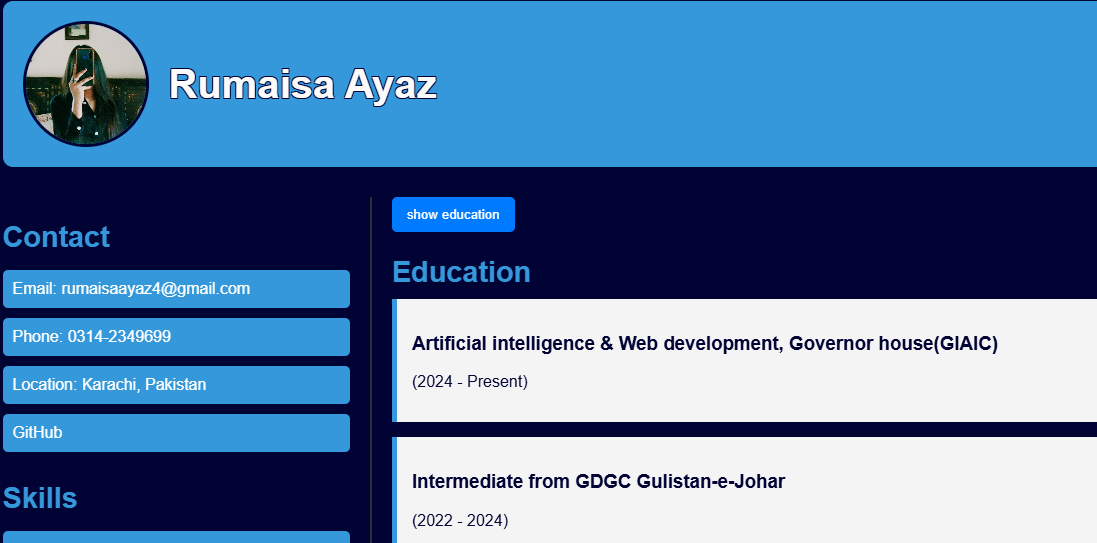 Rumaisa Ayaz
Contact
Email: rumaisaayaz4@gmail.com
Phone: 0314-2349699
Location: Karachi, Pakistan
GitHub
Skills
show education
Education
Artificial intelligence & Web development, Governor house(GIAIC)
(2024 - Present)
Intermediate from GDGC Gulistan-e-Johar
(2022 - 2024)